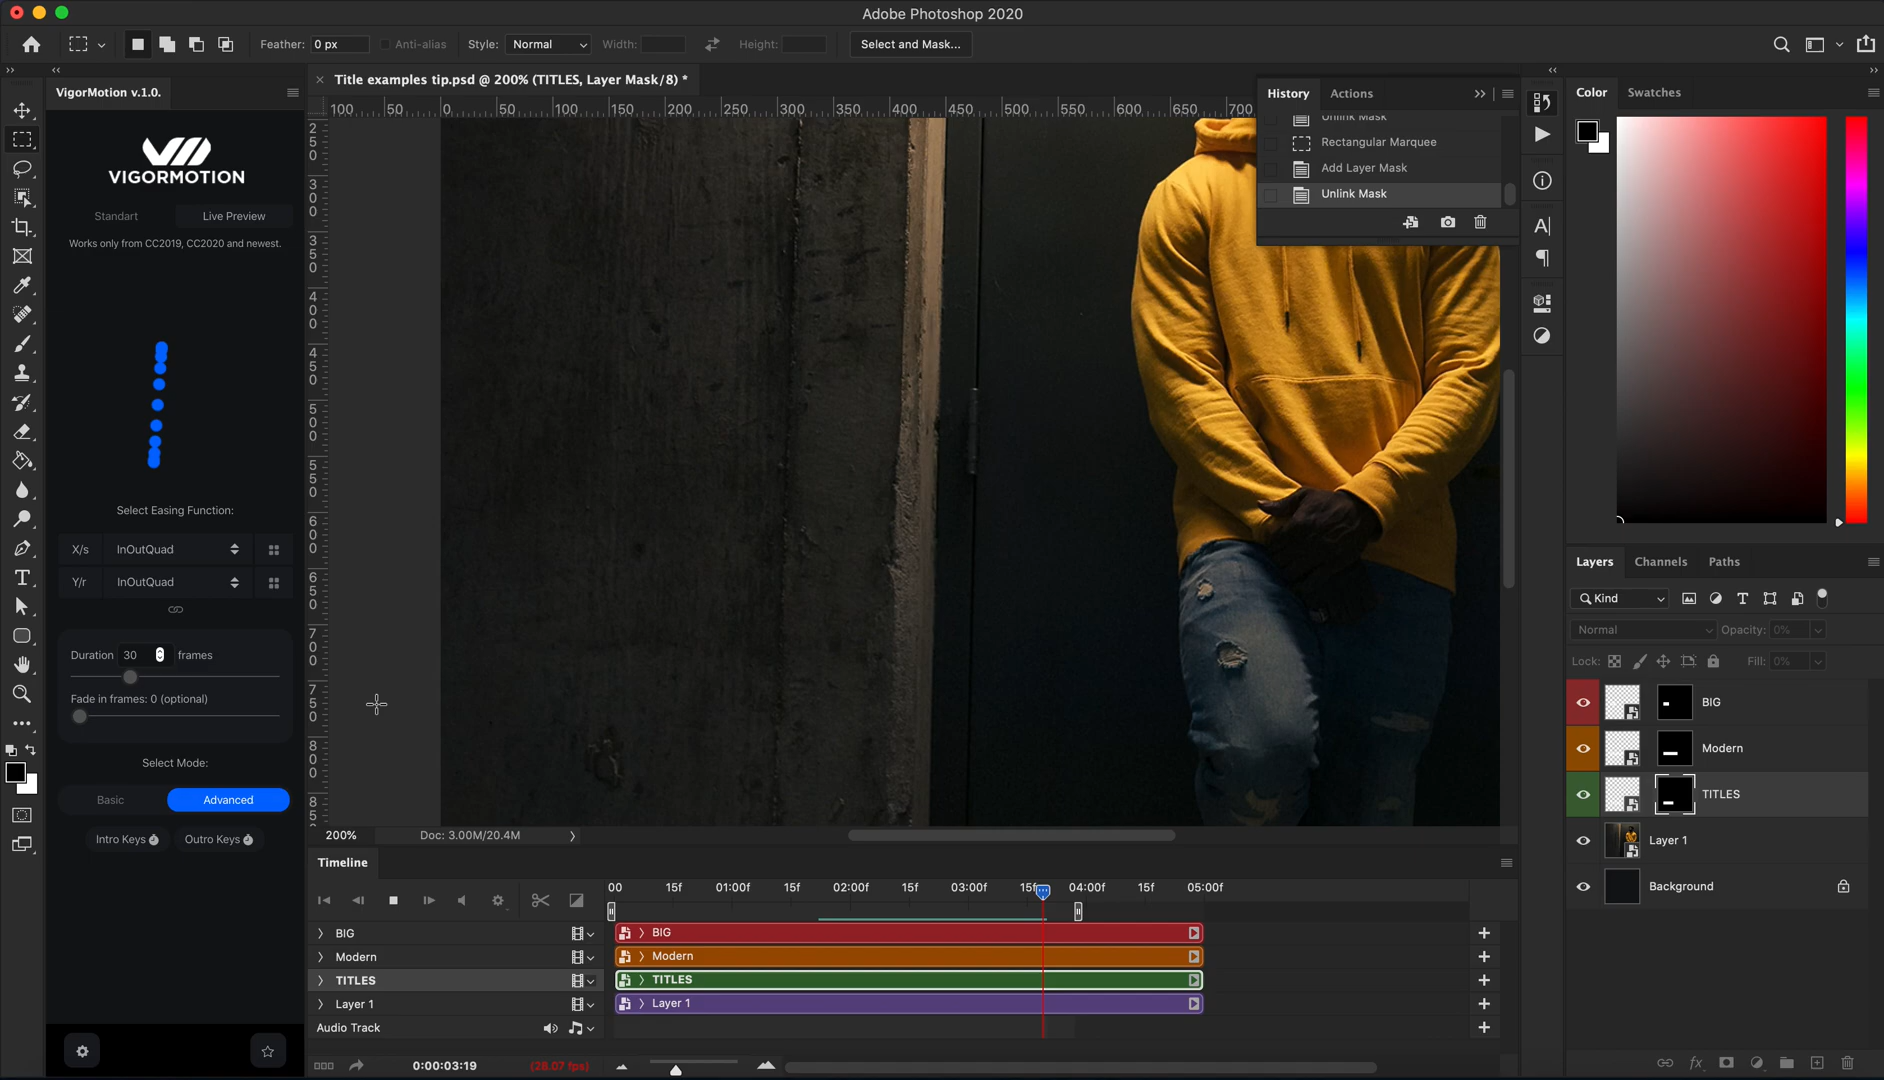 Adobe Photoshop 2020
Feather: 0 px Anti-alias Style: Normal Width: Height: Select and Mask...
VigorMotion v.1.0.
Title examples tip.psd @ 200% (TITLES, Layer Mask/8) *
100 50 0 50 100 150 200 250 300 350 400 450 500 550 600 650 700
250
300
350
400
450
500
550
600
650
700
750
800
85
VIGORMOTION
Standart Live Preview
Works only from CC2019, CC2020 and newest.
Select Easing Function:
X/s InOutQuad
Y/r InOutQuad
Duration 30 frames
Fade in frames: 0 (optional)
Select Mode:
Basic Advanced
Intro Keys Outro Keys
History Actions
Unlink Mask
Rectangular Marquee
Add Layer Mask
Unlink Mask
Color Swatches
Layers Channels Paths
Kind
Normal Opacity: 0%
Lock: Fill: 0%
BIG
Modern
TITLES
Layer 1
Background
fx
200% Doc: 3.00M/20.4M
Timeline
00 15f 01:00f 15f 02:00f 15f 03:00f 15f 04:00f 15f 05:00f
BIG BIG
Modern Modern
TITLES TITLES
Layer 1 Layer 1
Audio Track
0:00:03:19 (28.07 fps)